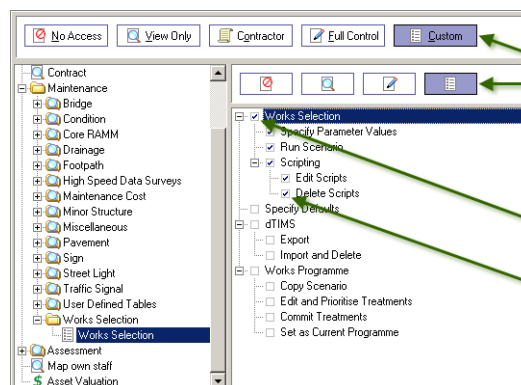 No Access
View Only
Contractor
Full Control
Custom
Contract
Maintenance
Bridge
Condition
Core RAMM
Drainage
Footpath
High Speed Data Surveys
Maintenance Cost
Minor Structure
Miscellaneous
Pavement
Sign
Street Light
Traffic Signal
User Defined Tables
Works Selection
Works Selection
Assessment
Map own staff
Asset Valuation
Works Selection
Specify Parameter Values
Run Scenario
Scripting
Edit Scripts
Delete Scripts
Specify Defaults
dTIMS
Export
Import and Delete
Works Programme
Copy Scenario
Edit and Prioritise Treatments
Commit Treatments
Set as Current Programme